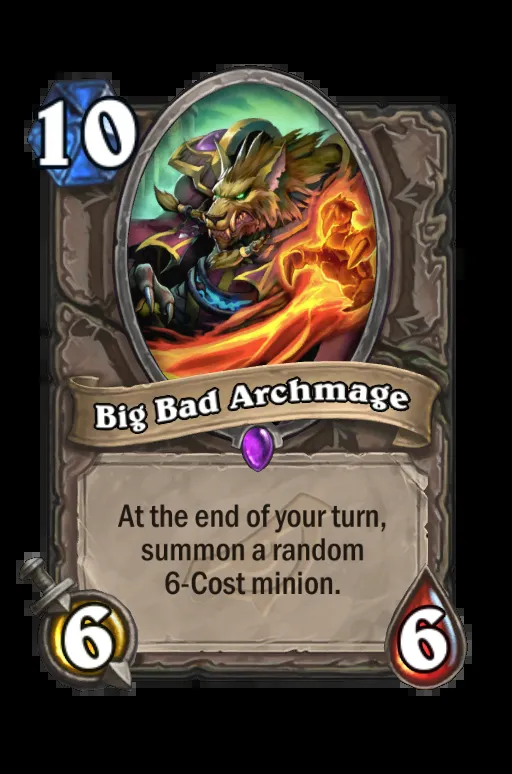 10
Big Bad Archmage
At the end of your turn,
summon a random
6-Cost minion.
6
6